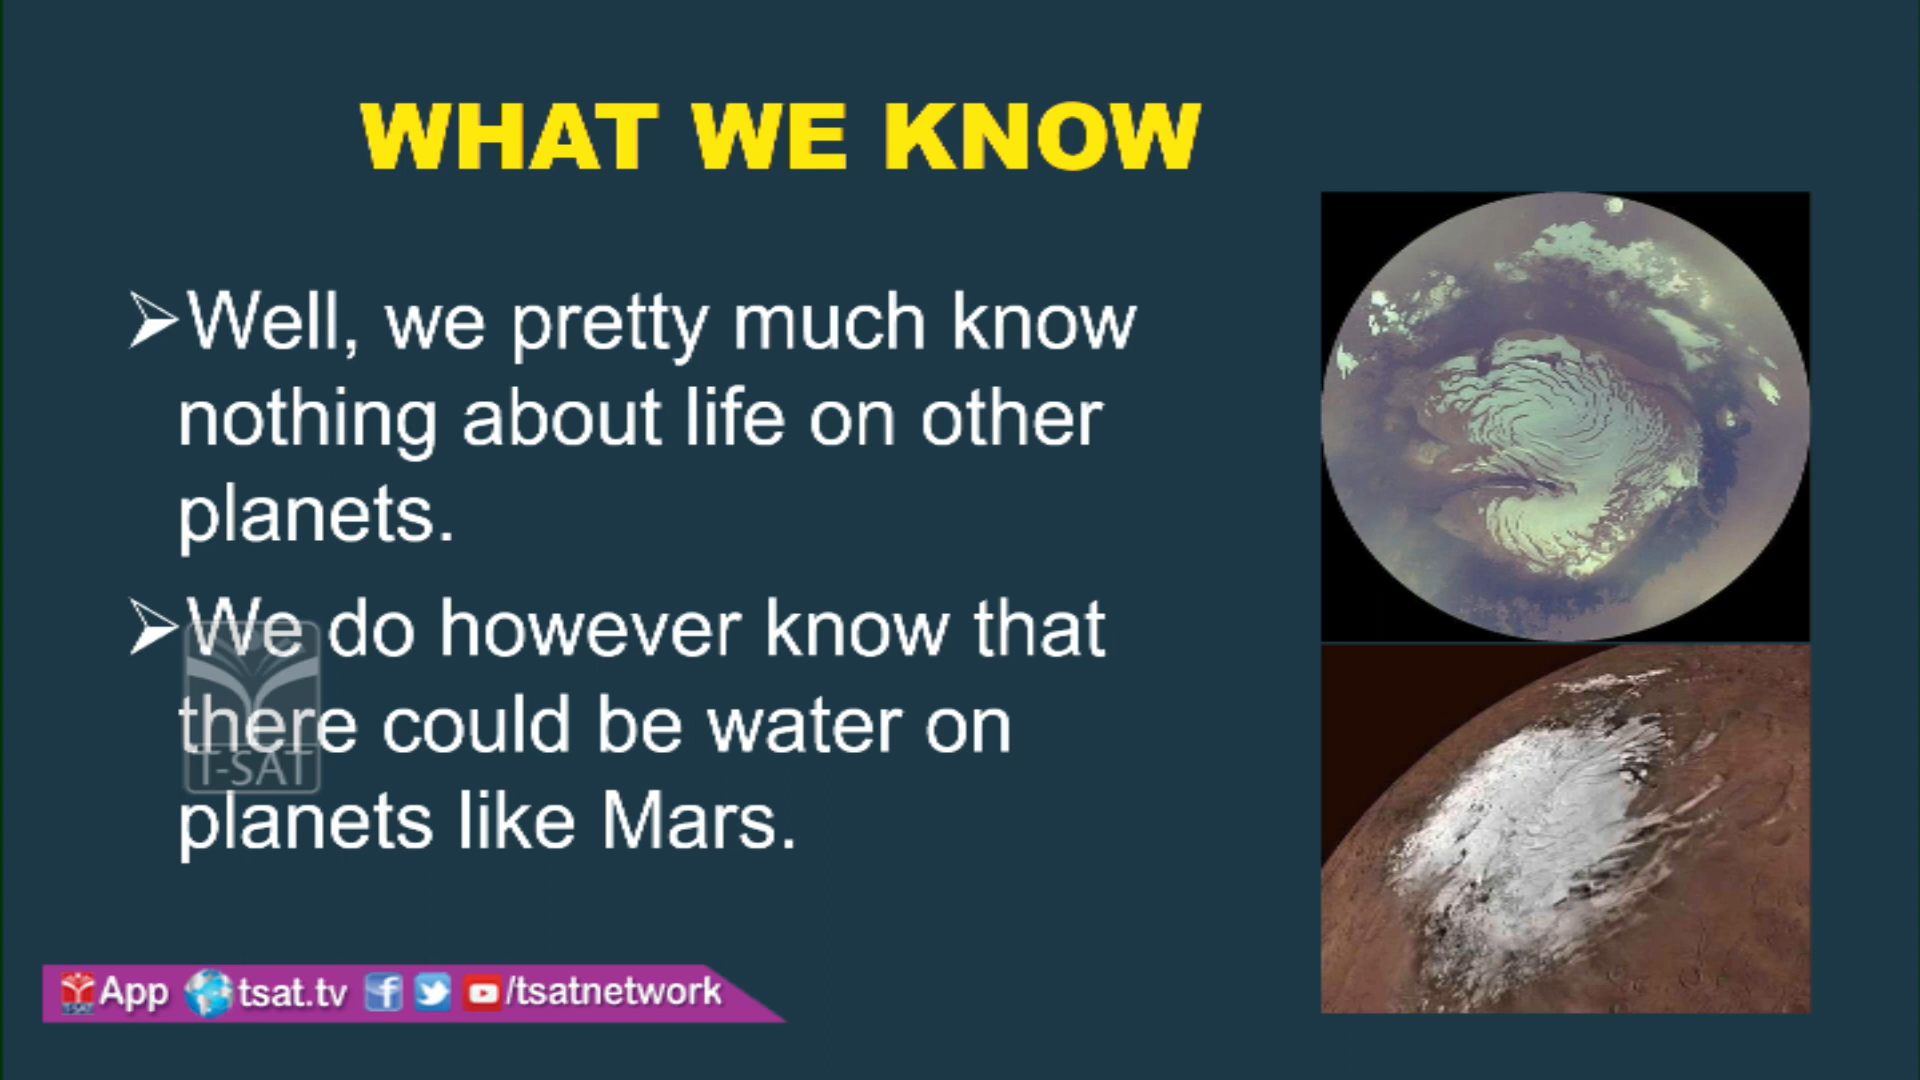 WHAT WE KNOW
➢Well, we pretty much know
nothing about life on other
planets.
➢We do however know that
there could be water on
planets like Mars.
T-SAT
T-SAT App tsat.tv /tsatnetwork